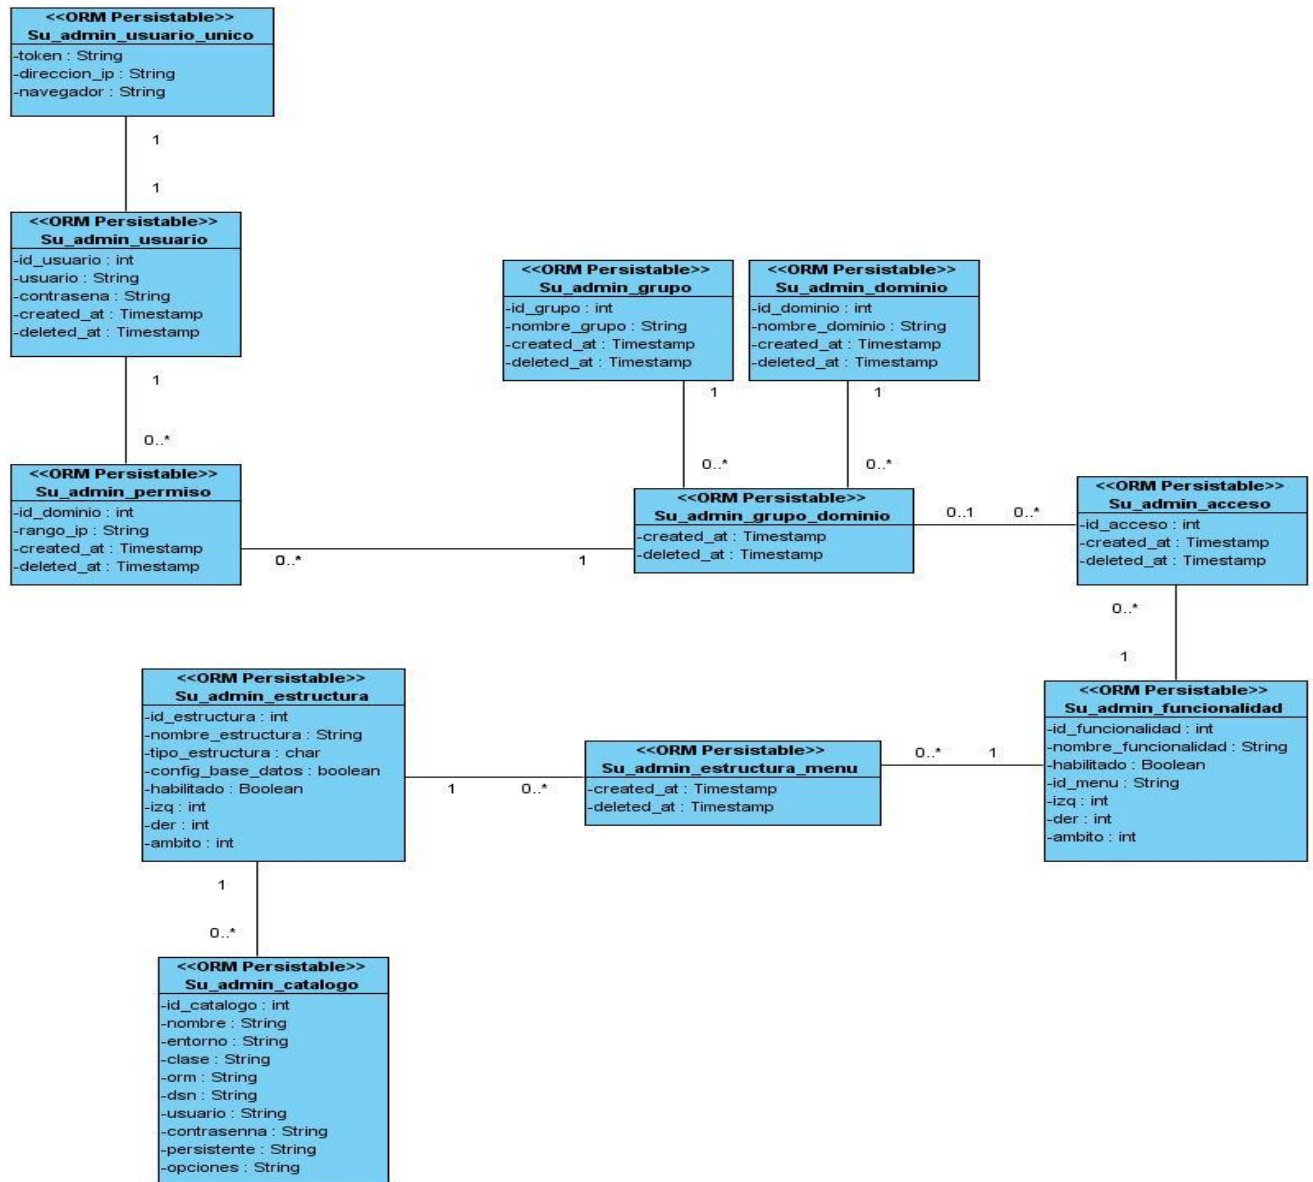 <<ORM Persistable>>
Su_admin_usuario_unico
-token : String
-direccion_ip : String
-navegador : String
1
1
<<ORM Persistable>>
Su_admin_usuario
-id_usuario : int
-usuario : String
-contrasena : String
-created_at : Timestamp
-deleted_at : Timestamp
1
0..*
<<ORM Persistable>>
Su_admin_permiso
-id_dominio : int
-rango_ip : String
-created_at : Timestamp
-deleted_at : Timestamp
0..*
1
<<ORM Persistable>>
Su_admin_grupo
-id_grupo : int
-nombre_grupo : String
-created_at : Timestamp
-deleted_at : Timestamp
1
0..*
<<ORM Persistable>>
Su_admin_dominio
-id_dominio : int
-nombre_dominio : String
-created_at : Timestamp
-deleted_at : Timestamp
1
0..*
<<ORM Persistable>>
Su_admin_grupo_dominio
-created_at : Timestamp
-deleted_at : Timestamp
0..1
0..*
<<ORM Persistable>>
Su_admin_acceso
-id_acceso : int
-created_at : Timestamp
-deleted_at : Timestamp
0..*
1
<<ORM Persistable>>
Su_admin_funcionalidad
-id_funcionalidad : int
-nombre_funcionalidad : String
-habilitado : Boolean
-id_menu : String
-izq : int
-der : int
-ambito : int
0..*
1
<<ORM Persistable>>
Su_admin_estructura_menu
-created_at : Timestamp
-deleted_at : Timestamp
1
0..*
<<ORM Persistable>>
Su_admin_estructura
-id_estructura : int
-nombre_estructura : String
-tipo_estructura : char
-config_base_datos : boolean
-habilitado : Boolean
-izq : int
-der : int
-ambito : int
1
0..*
<<ORM Persistable>>
Su_admin_catalogo
-id_catalogo : int
-nombre : String
-entorno : String
-clase : String
-orm : String
-dsn : String
-usuario : String
-contrasenna : String
-persistente : String
-opciones : String